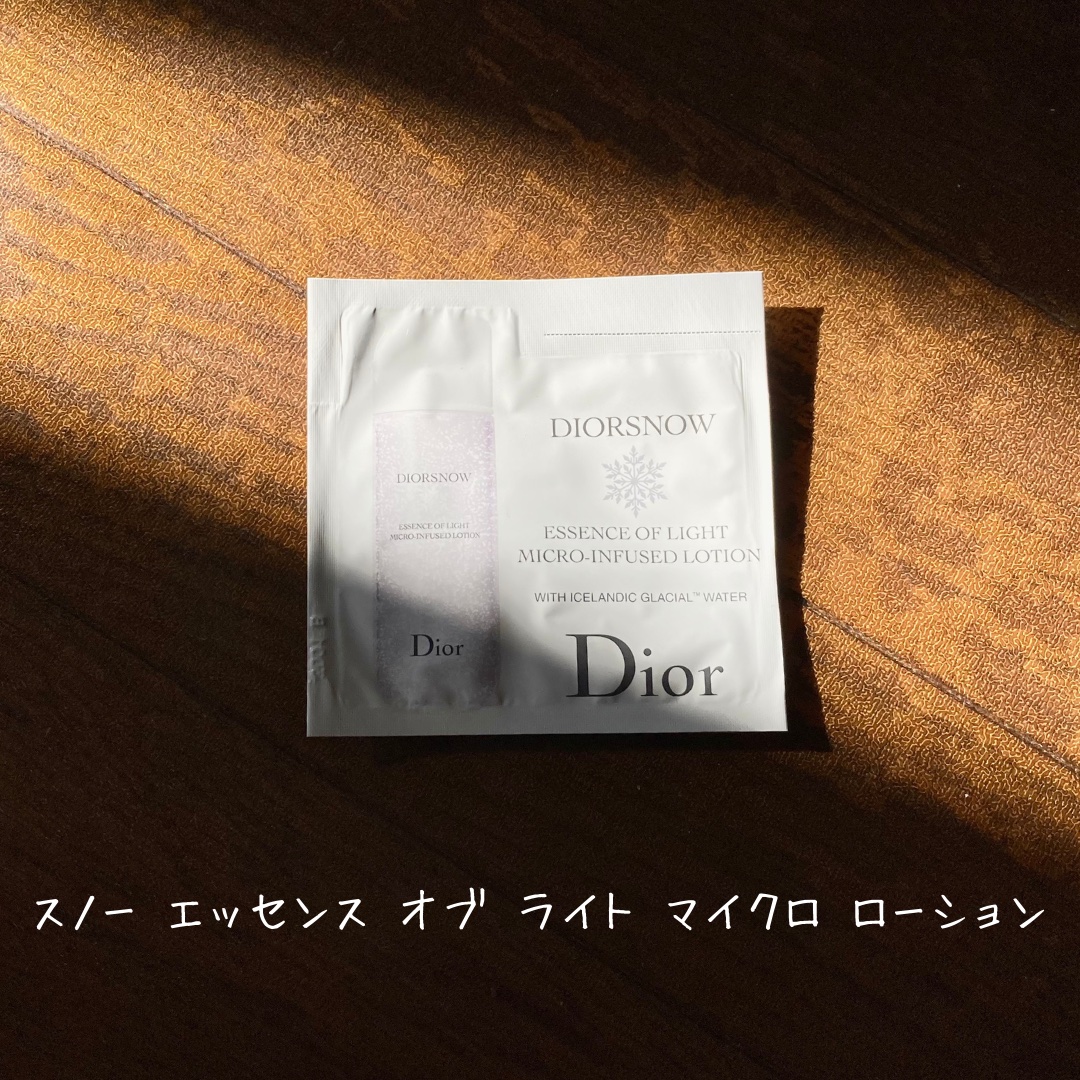 DIORSNOW
ESSENCE OF LIGHT
MICRO-INFUSED LOTION
Dior
DIORSNOW
ESSENCE OF LIGHT
MICRO-INFUSED LOTION
WITH ICELANDIC GLACIAL™ WATER
Dior
スノー エッセンス オブ ライト マイクロ ローション